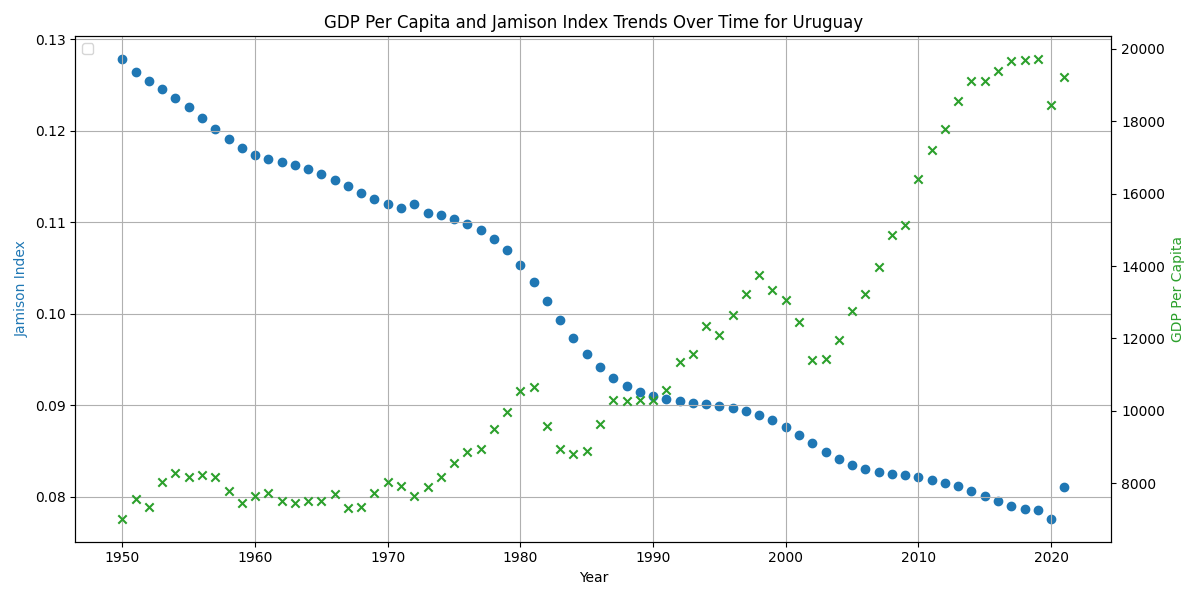 GDP Per Capita and Jamison Index Trends Over Time for Uruguay
0.13
0.12
0.11
0.10
0.09
0.08
Jamison Index
20000
18000
16000
14000
12000
10000
8000
GDP Per Capita
1950 1960 1970 1980 1990 2000 2010 2020
Year